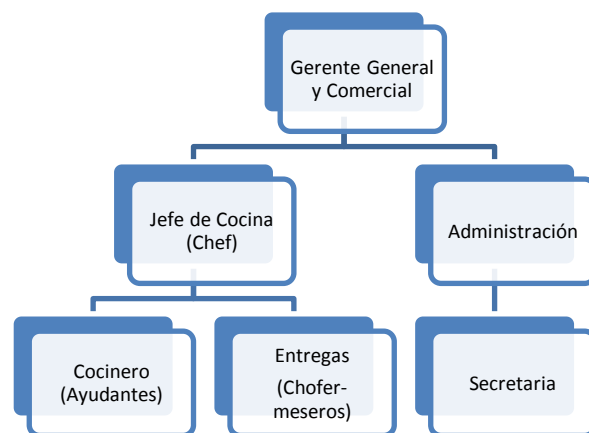 Gerente General
y Comercial
Jefe de Cocina
(Chef)
Administración
Cocinero
(Ayudantes)
Entregas
(Chofer-
meseros)
Secretaria